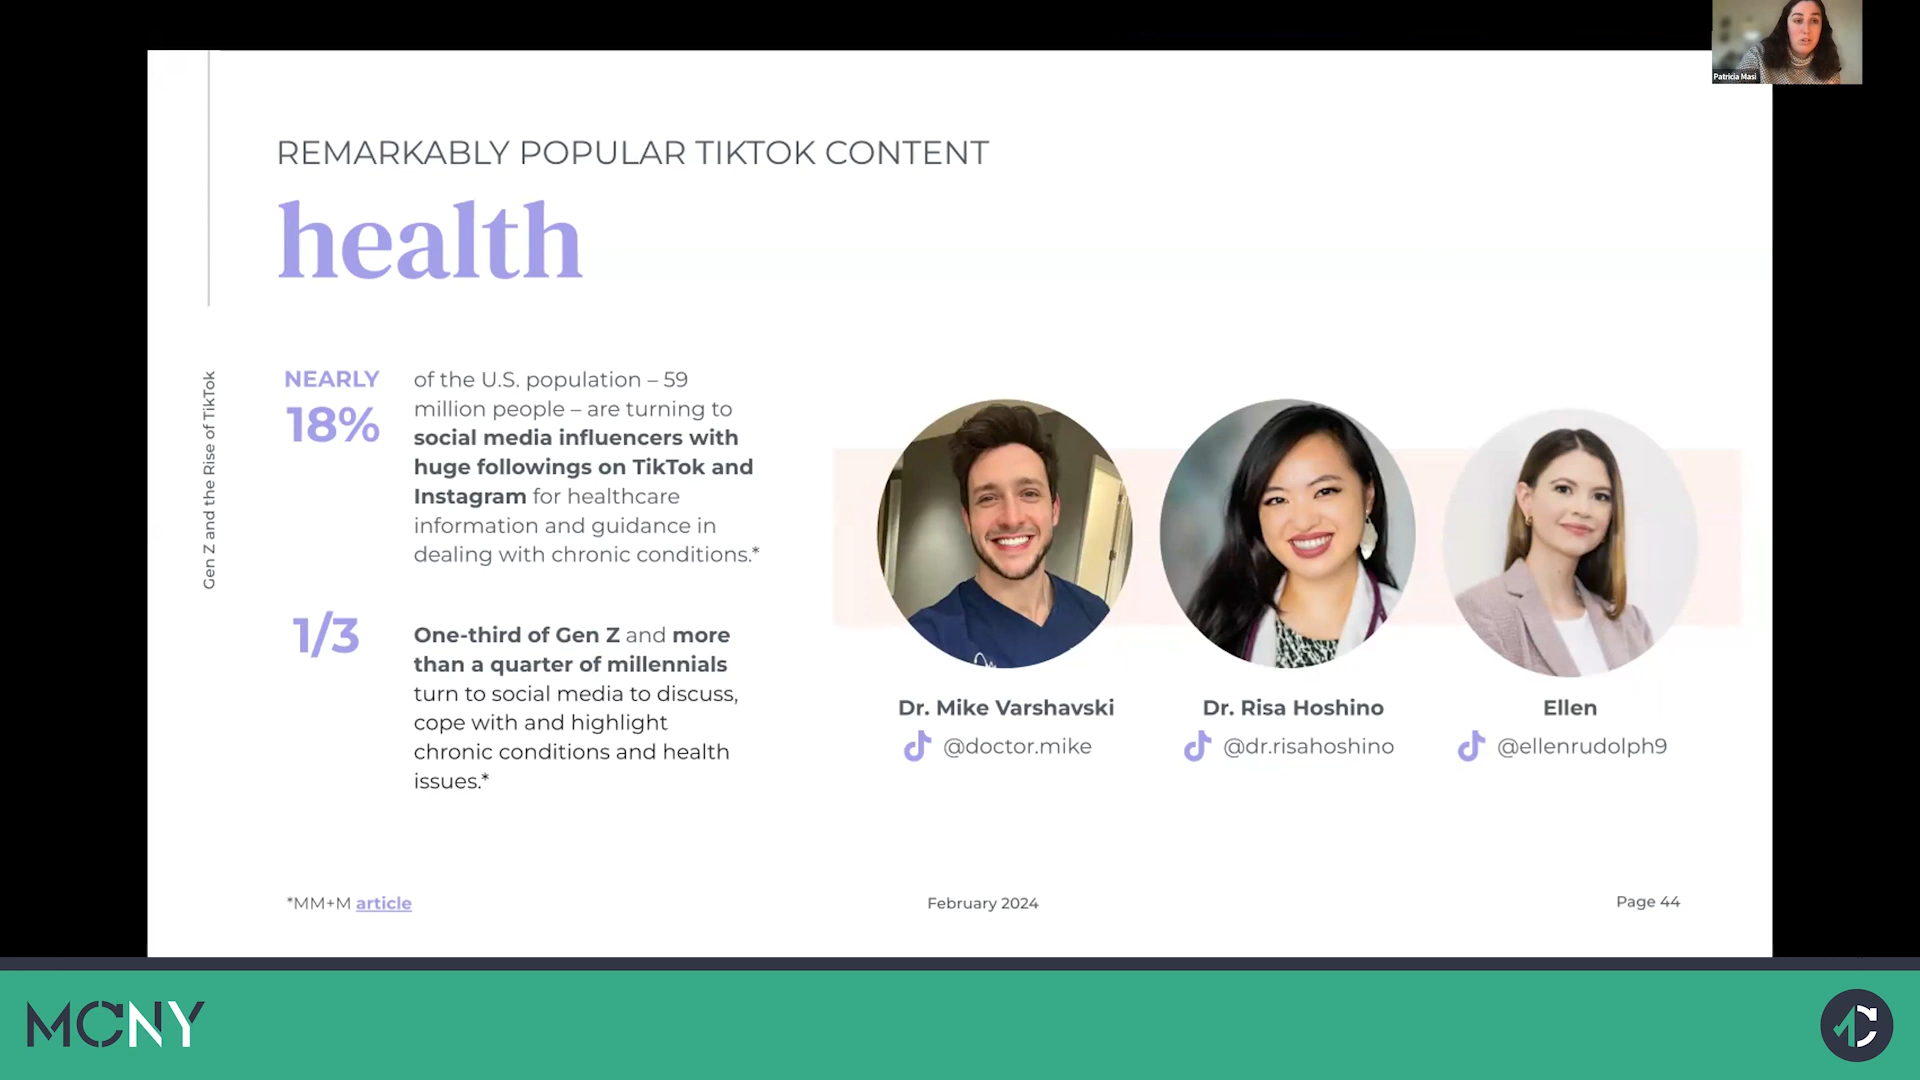 Patricia Masi
REMARKABLY POPULAR TIKTOK CONTENT
health
Gen Z and the Rise of TikTok
NEARLY
18%
of the U.S. population – 59
million people – are turning to
social media influencers with
huge followings on TikTok and
Instagram for healthcare
information and guidance in
dealing with chronic conditions.*
1/3
One-third of Gen Z and more
than a quarter of millennials
turn to social media to discuss,
cope with and highlight
chronic conditions and health
issues.*
Dr. Mike Varshavski
@doctor.mike
Dr. Risa Hoshino
@dr.risahoshino
Ellen
@ellenrudolph9
*MM+M article
February 2024
Page 44
MCNY